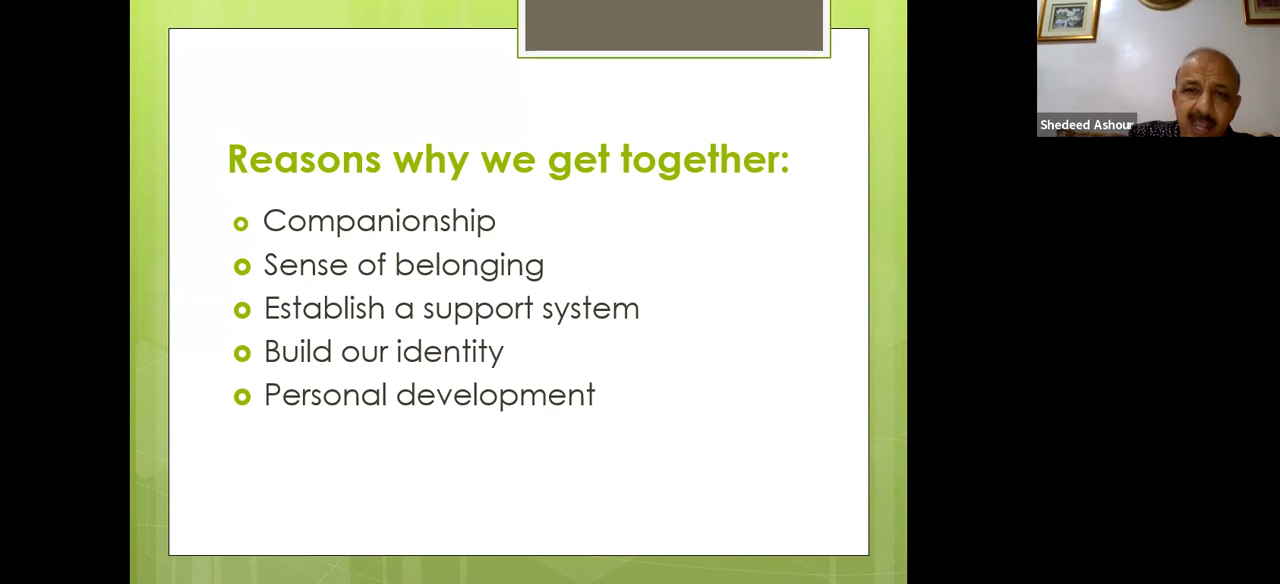 Reasons why we get together:
Companionship
Sense of belonging
Establish a support system
Build our identity
Personal development
Shedeed Ashour